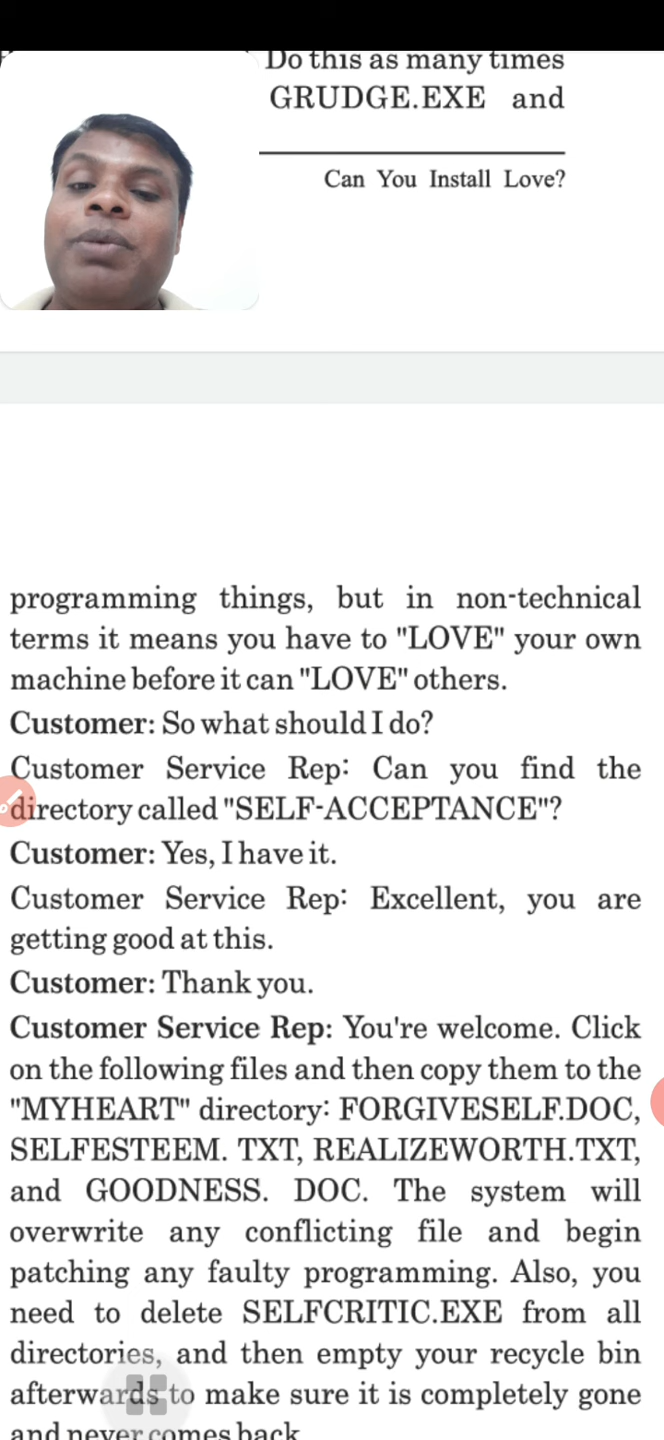 Do this as many times
GRUDGE.EXE and
Can You Install Love?
programming things, but in non-technical
terms it means you have to "LOVE" your own
machine before it can "LOVE" others.
Customer: So what should I do?
Customer Service Rep: Can you find the
directory called "SELF-ACCEPTANCE"?
Customer: Yes, I have it.
Customer Service Rep: Excellent, you are
getting good at this.
Customer: Thank you.
Customer Service Rep: You're welcome. Click
on the following files and then copy them to the
"MYHEART" directory: FORGIVESELF.DOC,
SELFESTEEM. TXT, REALIZEWORTH.TXT,
and GOODNESS. DOC. The system will
overwrite any conflicting file and begin
patching any faulty programming. Also, you
need to delete SELFCRITIC.EXE from all
directories, and then empty your recycle bin
afterwards to make sure it is completely gone
and never comes back